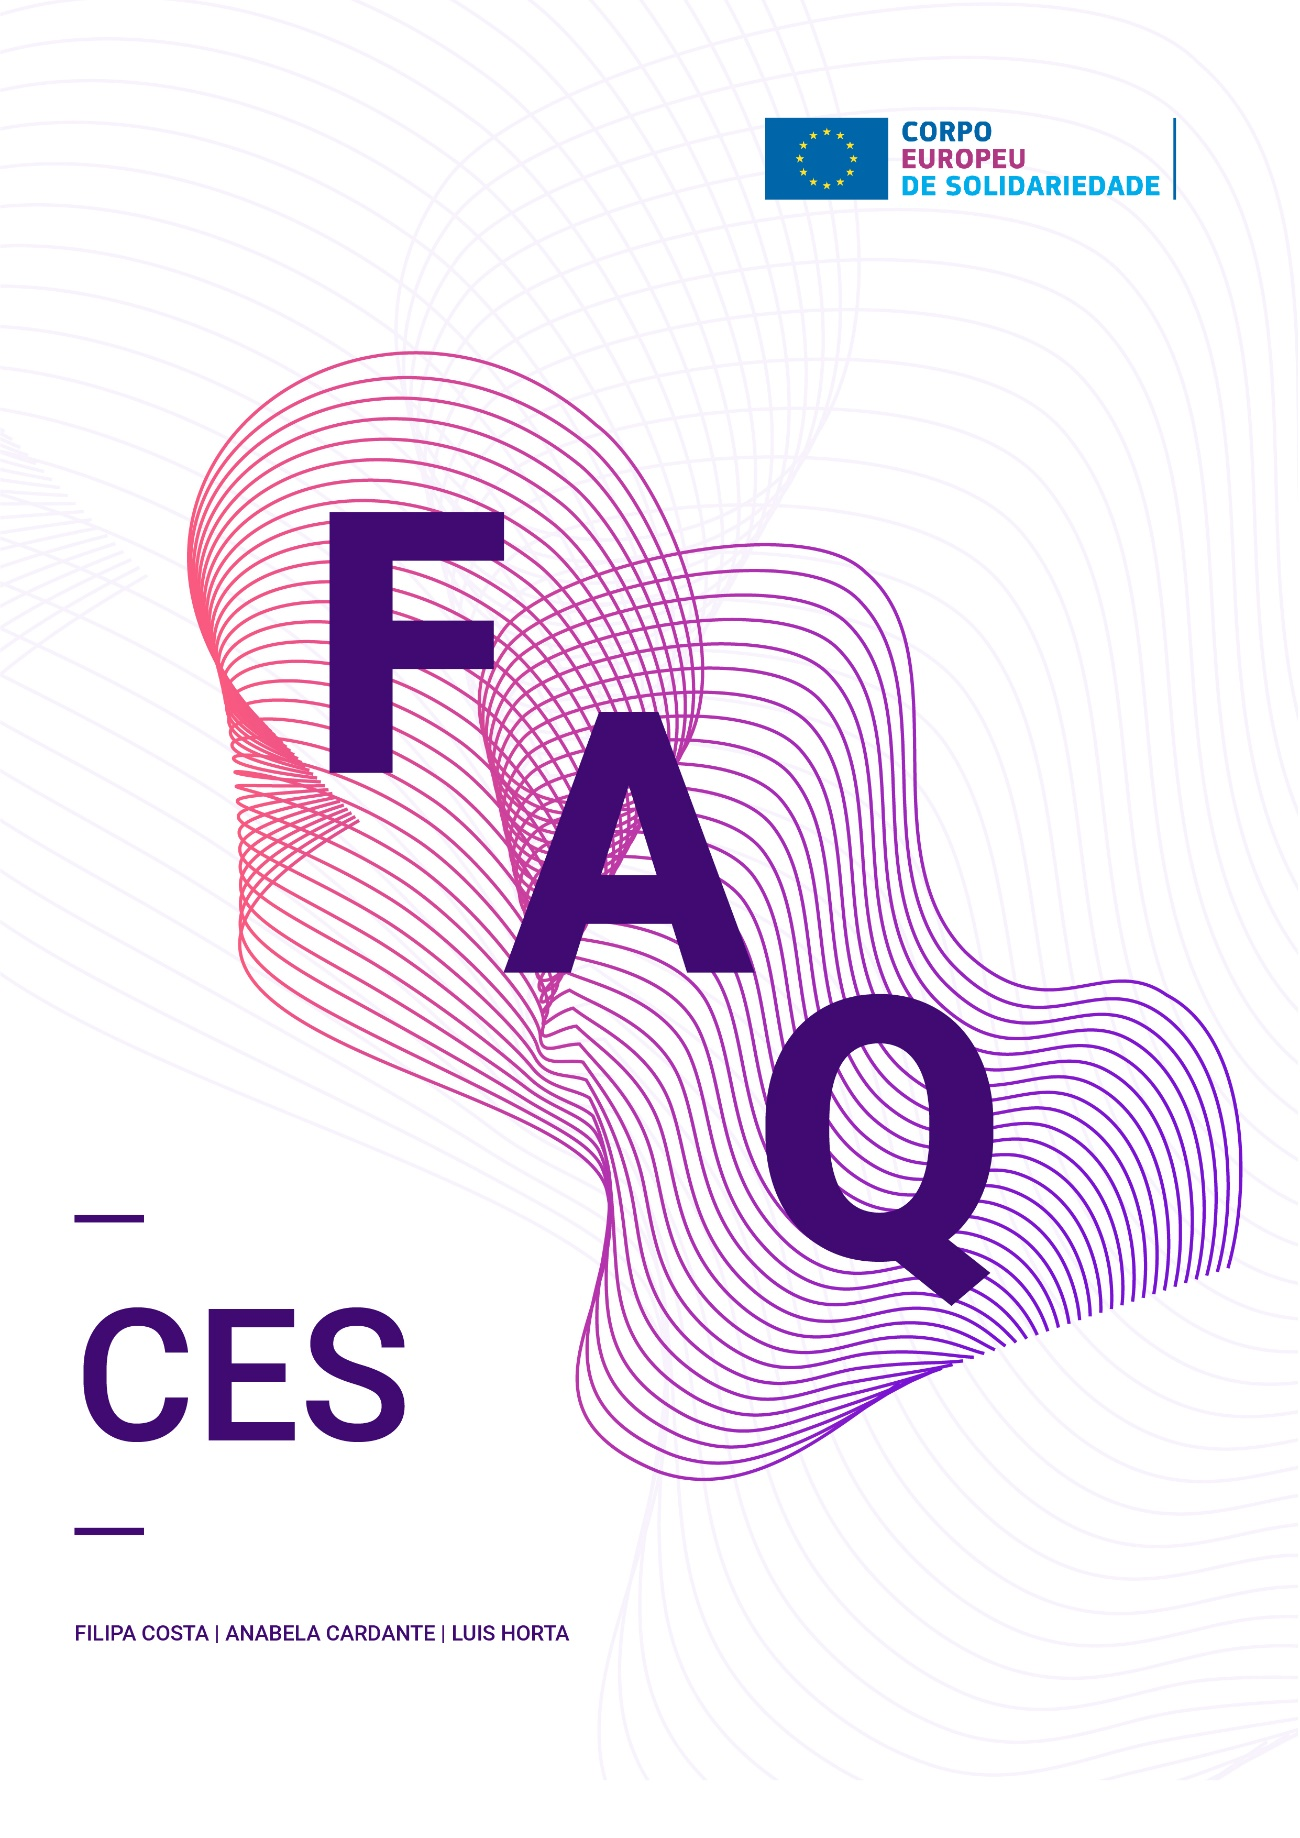 CORPO
EUROPEU
DE SOLIDARIEDADE
F
A
Q
CES
FILIPA COSTA | ANABELA CARDANTE | LUIS HORTA